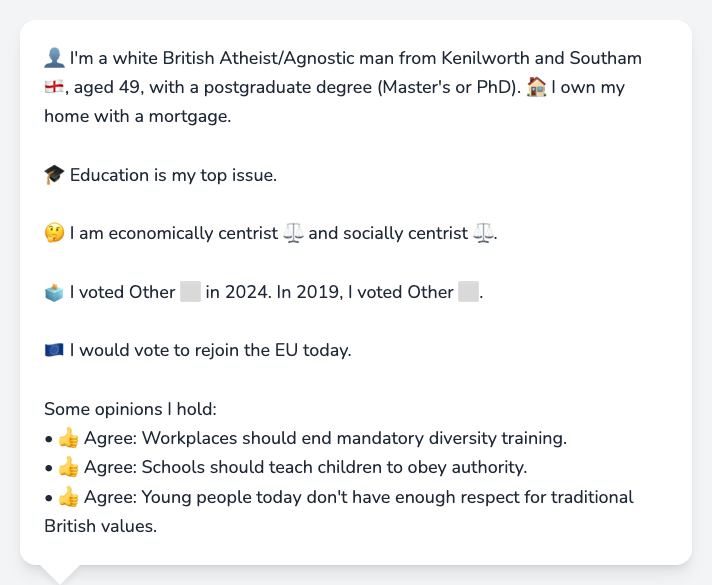 👤 I'm a white British Atheist/Agnostic man from Kenilworth and Southam
🏴󠁧󠁢󠁥󠁮󠁧󠁿, aged 49, with a postgraduate degree (Master's or PhD). 🏠 I own my
home with a mortgage.
🎓 Education is my top issue.
🤔 I am economically centrist ⚖️ and socially centrist ⚖️.
🗳️ I voted Other ⬜ in 2024. In 2019, I voted Other ⬜.
🇪🇺 I would vote to rejoin the EU today.
Some opinions I hold:
• 👍 Agree: Workplaces should end mandatory diversity training.
• 👍 Agree: Schools should teach children to obey authority.
• 👍 Agree: Young people today don't have enough respect for traditional
British values.